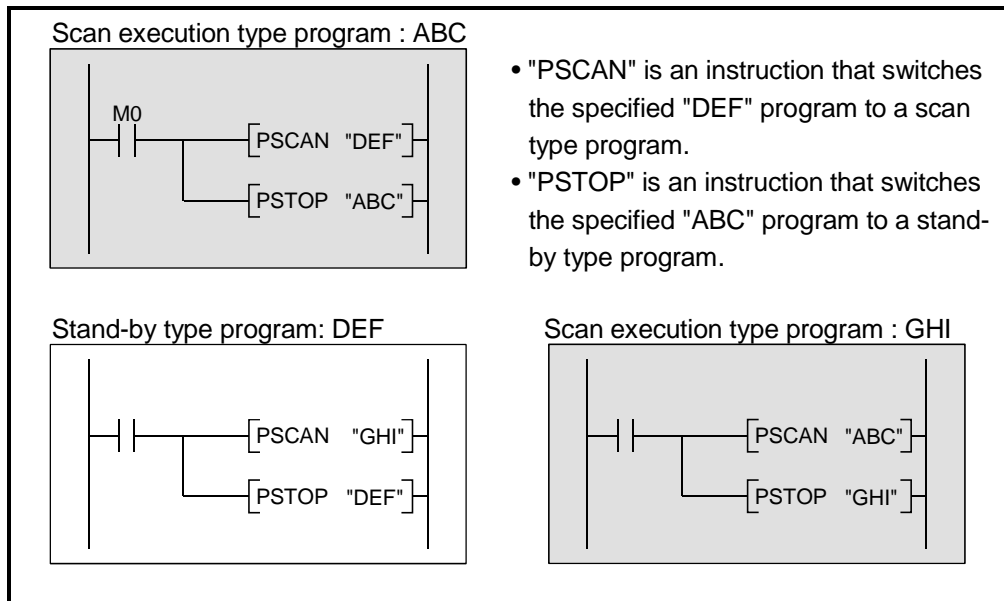 Scan execution type program : ABC
M0
PSCAN "DEF"
PSTOP "ABC"
• "PSCAN" is an instruction that switches
the specified "DEF" program to a scan
type program.
• "PSTOP" is an instruction that switches
the specified "ABC" program to a stand-
by type program.
Stand-by type program: DEF
PSCAN "GHI"
PSTOP "DEF"
Scan execution type program : GHI
PSCAN "ABC"
PSTOP "GHI"